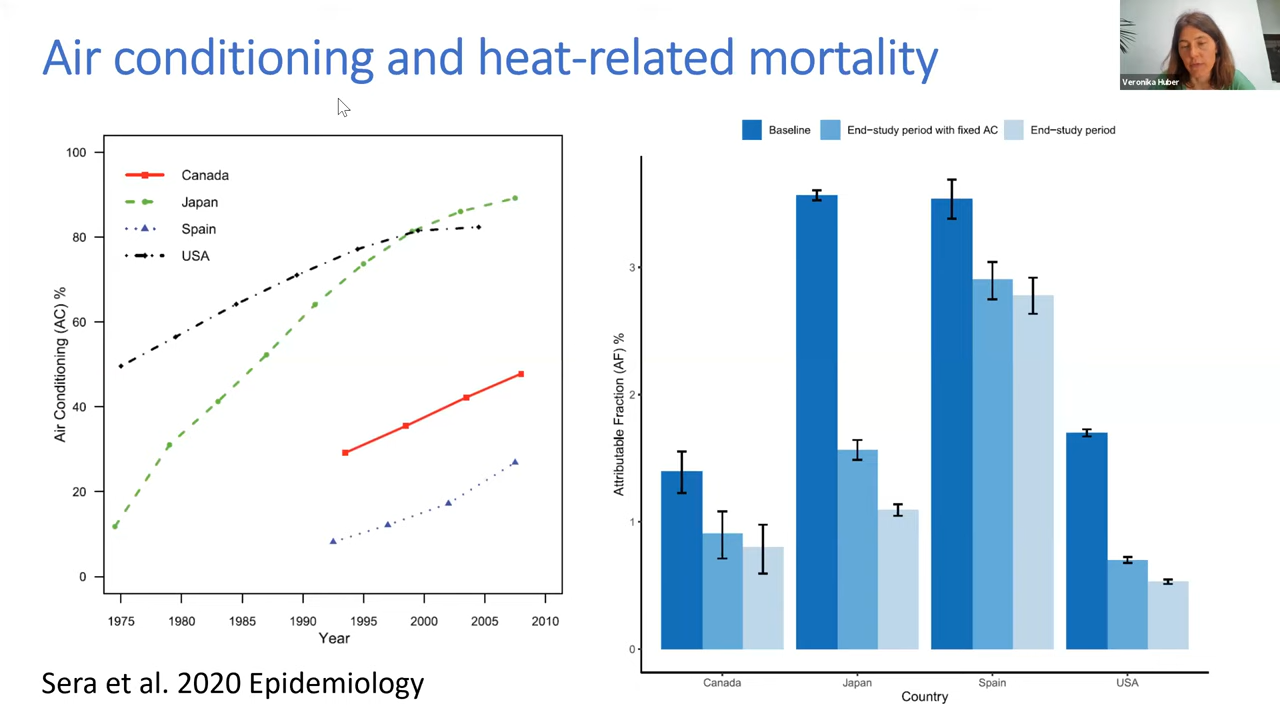 Air conditioning and heat-related mortality
Veronika Huber
Canada
Japan
Spain
USA
100
80
60
40
20
0
Air Conditioning (AC) %
1975 1980 1985 1990 1995 2000 2005 2010
Year
Baseline End−study period with fixed AC End−study period
3
2
1
0
Attributable Fraction (AF) %
Canada Japan Spain USA
Country
Sera et al. 2020 Epidemiology